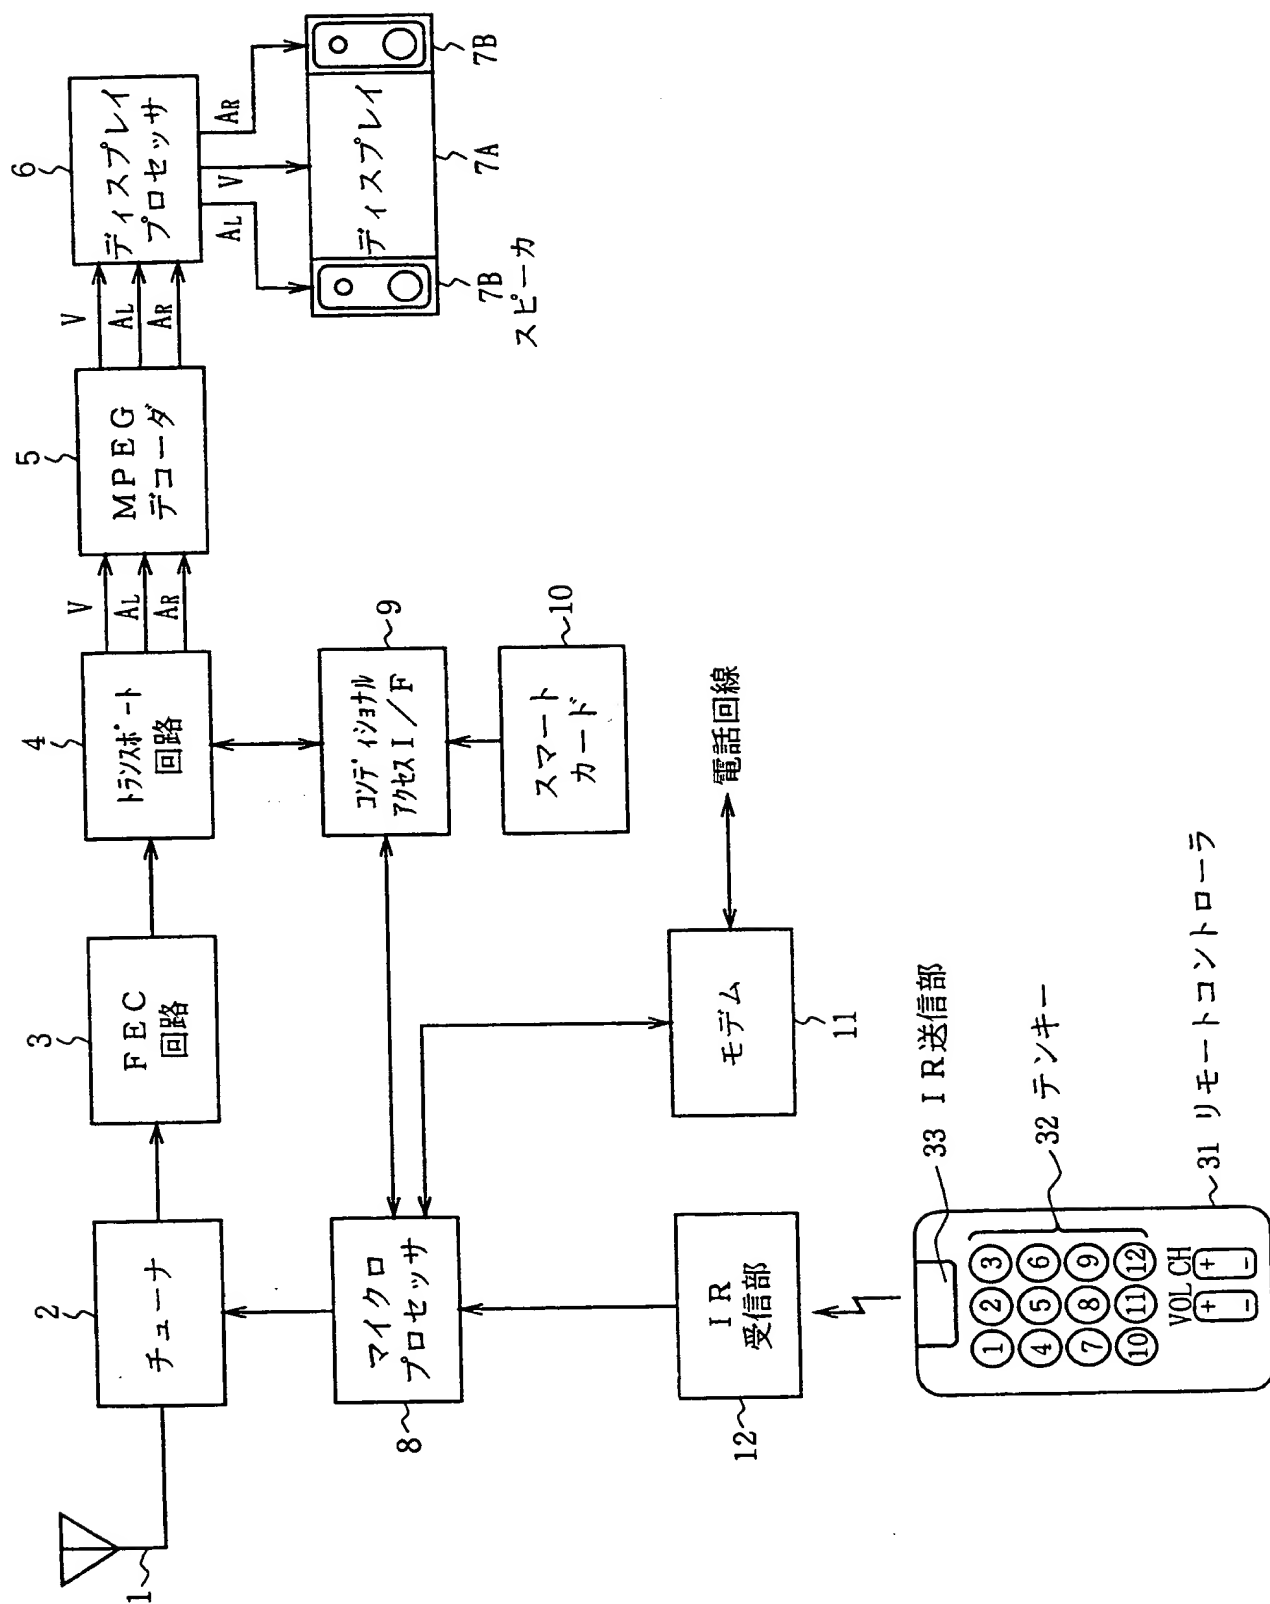 1
2
チューナ
3
FEC
回路
4
トランスポート
回路
V
AL
AR
5
MPEG
デコーダ
V
AL
AR
6
ディスプレイ
プロセッサ
AL
V
AR
7B
スピーカ
ディスプレイ
7A
7B
8
マイクロ
プロセッサ
9
コンディショナル
アクセスI/F
10
スマート
カード
11
モデム
電話回線
12
IR
受信部
33 IR送信部
32 テンキー
31 リモートコントローラ
1 2 3
4 5 6
7 8 9
10 11 12
VOL CH
+ +
- -